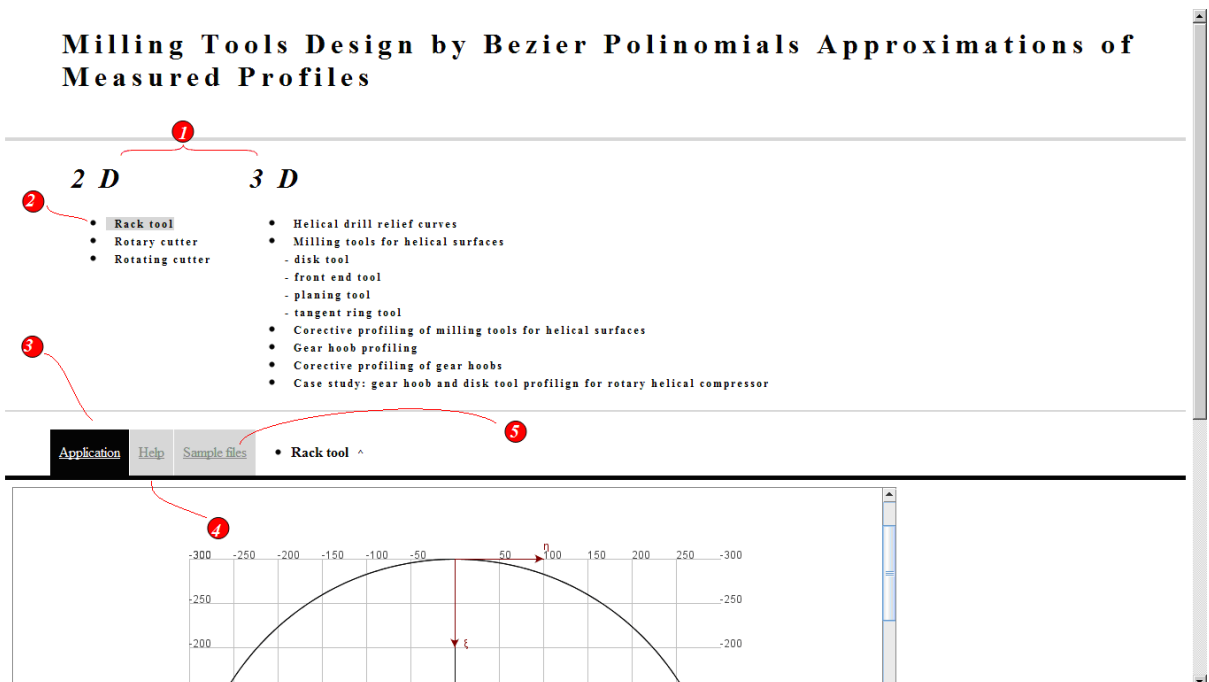 Milling Tools Design by Bezier Polinomials Approximations of
Measured Profiles
1
2 D
3 D
2
Rack tool
Rotary cutter
Rotating cutter
Helical drill relief curves
Milling tools for helical surfaces
- disk tool
- front end tool
- planing tool
- tangent ring tool
Corective profiling of milling tools for helical surfaces
Gear hoob profiling
Corective profiling of gear hoobs
Case study: gear hoob and disk tool profilign for rotary helical compressor
3
5
Application Help Sample files • Rack tool ^
4
η
-300 -250 -200 -150 -100 -50 50 100 150 200 250 -300
-250 -250
-200 ξ -200